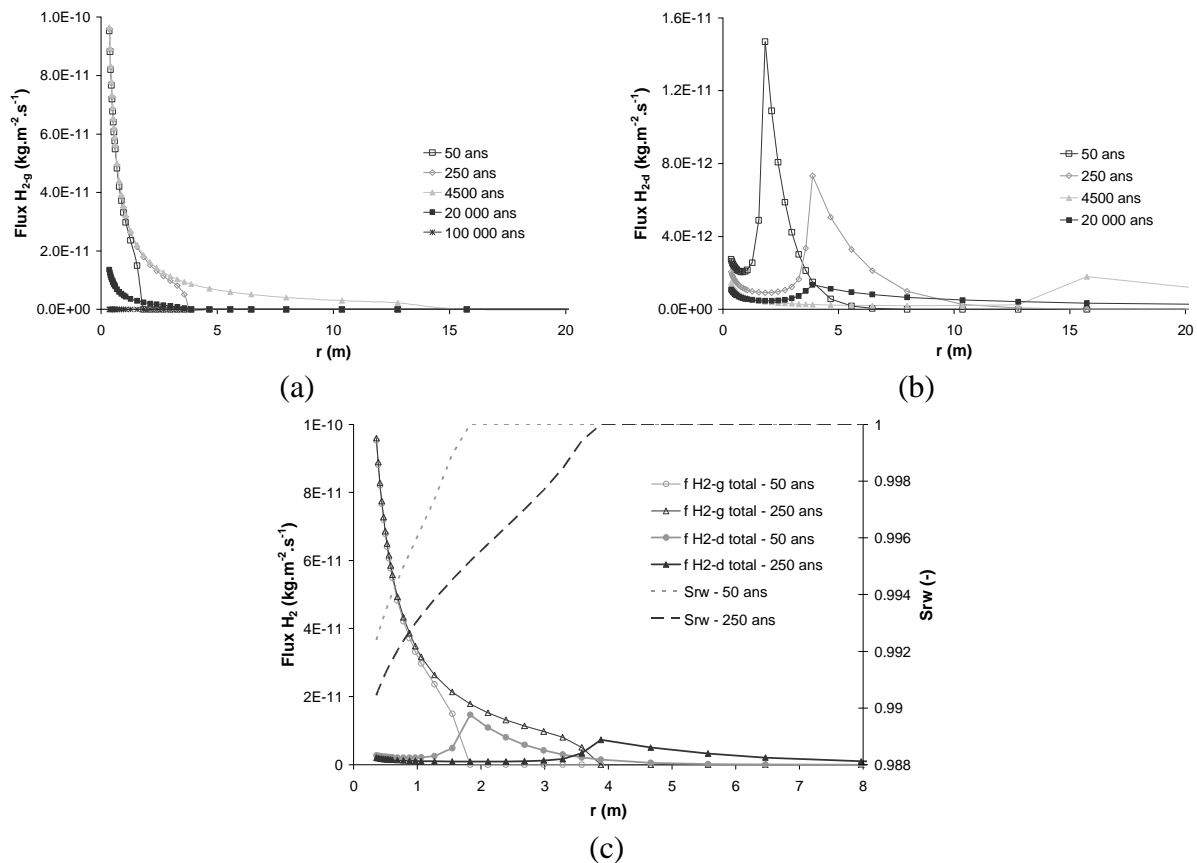 1.0E-10
8.0E-11
6.0E-11
4.0E-11
2.0E-11
0.0E+00
Flux H2-g (kg.m-2.s-1)
0 5 10 15 20
r (m)
50 ans
250 ans
4500 ans
20 000 ans
100 000 ans
(a)
1.6E-11
1.2E-11
8.0E-12
4.0E-12
0.0E+00
Flux H2-d (kg.m-2.s-1)
0 5 10 15 20
r (m)
50 ans
250 ans
4500 ans
20 000 ans
(b)
1E-10
8E-11
6E-11
4E-11
2E-11
0
Flux H2 (kg.m-2.s-1)
0 1 2 3 4 5 6 7 8
r (m)
f H2-g total - 50 ans
f H2-g total - 250 ans
f H2-d total - 50 ans
f H2-d total - 250 ans
Srw - 50 ans
Srw - 250 ans
1
0.998
0.996
0.994
0.992
0.99
0.988
Srw (-)
(c)